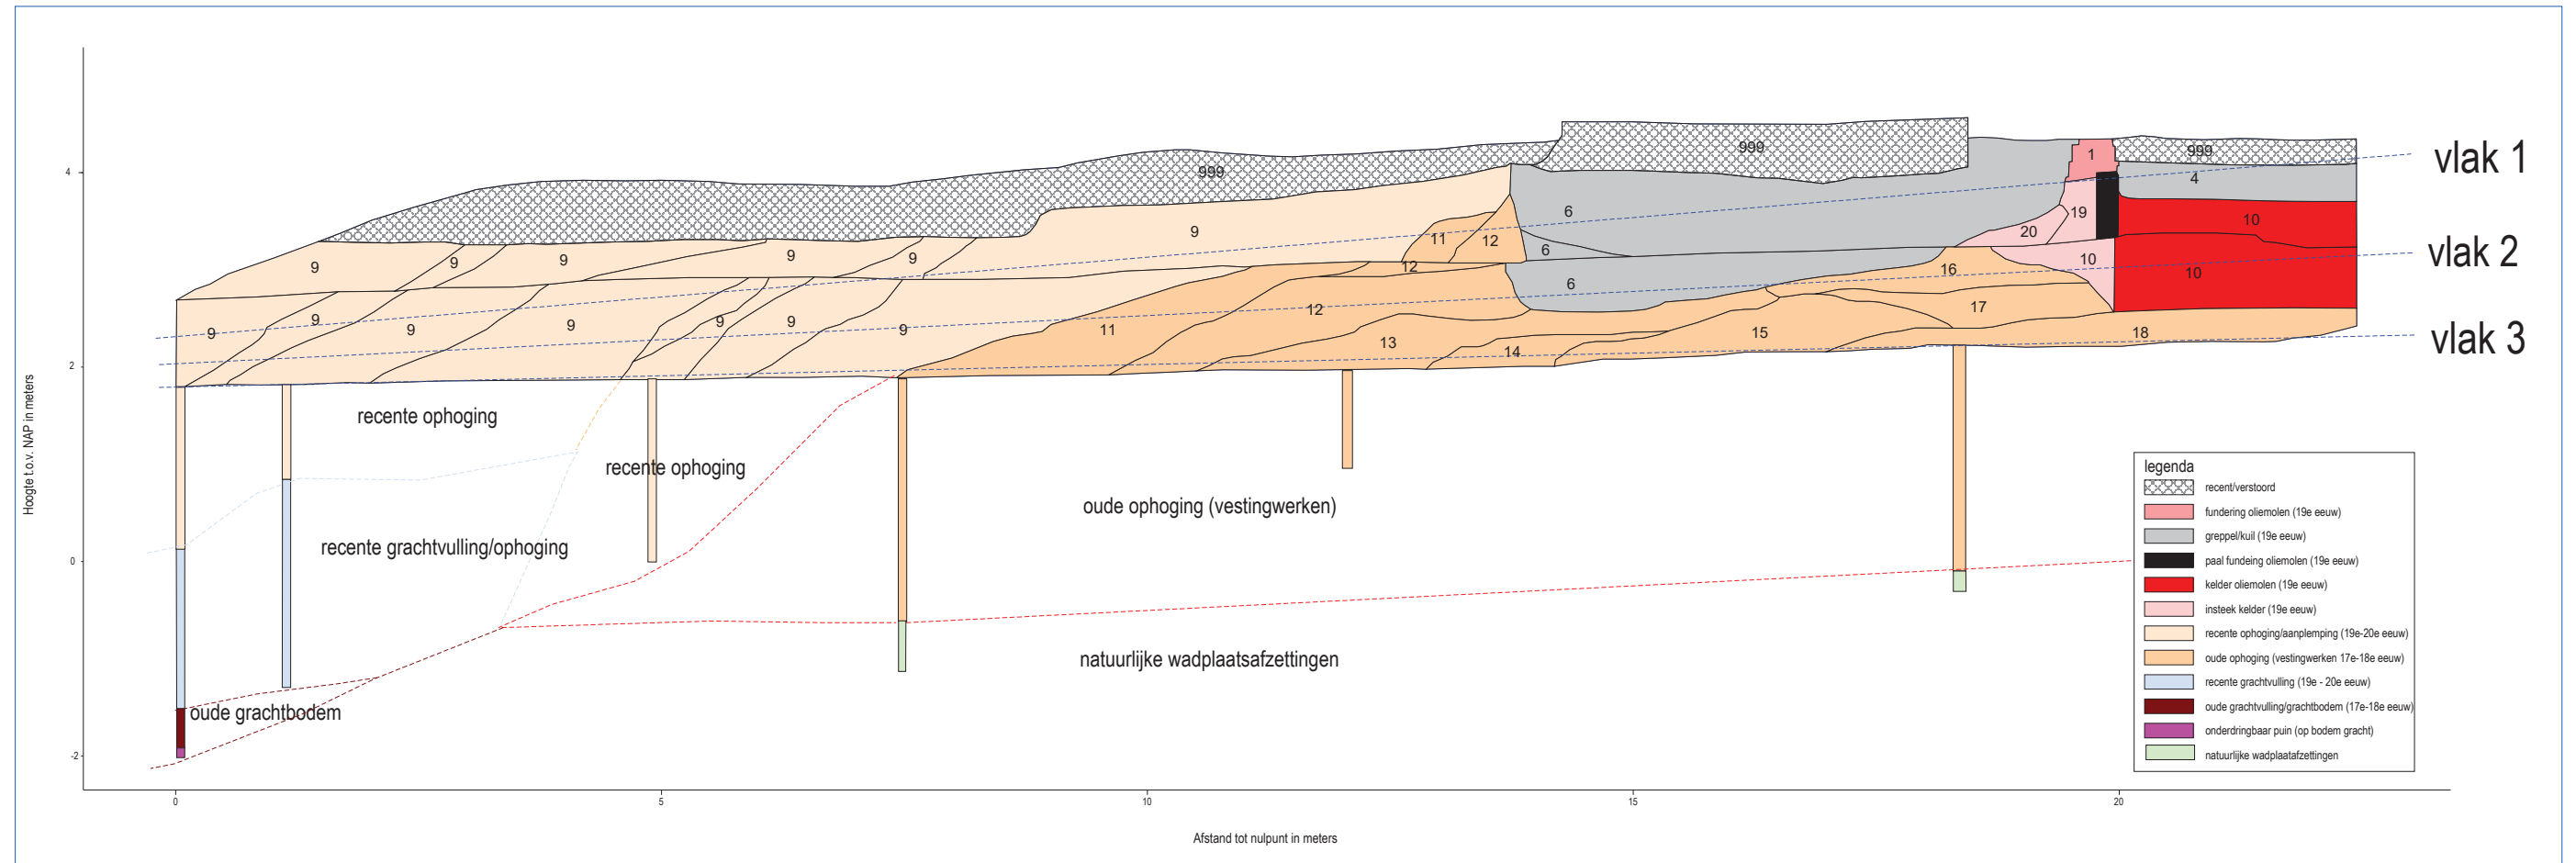 999
999
1
999
vlak 1
4
4
6
19
10
9
11
12
20
9
9
9
9
9
6
12
16
10
10
vlak 2
6
12
17
9
9
9
9
9
9
9
11
13
14
15
18
vlak 3
2
recente ophoging
recente ophoging
oude ophoging (vestingwerken)
recente grachtvulling/ophoging
0
natuurlijke wadplaatsafzettingen
oude grachtbodem
-2
Hoogte t.o.v. NAP in meters
legenda
recent/verstoord
fundering oliemolen (19e eeuw)
greppel/kuil (19e eeuw)
paal fundeing oliemolen (19e eeuw)
kelder oliemolen (19e eeuw)
insteek kelder (19e eeuw)
recente ophoging/aanplemping (19e-20e eeuw)
oude ophoging (vestingwerken 17e-18e eeuw)
recente grachtvulling (19e - 20e eeuw)
oude grachtvulling/grachtbodem (17e-18e eeuw)
onderdringbaar puin (op bodem gracht)
natuurlijke wadplaatafzettingen
0
5
10
15
20
Afstand tot nulpunt in meters